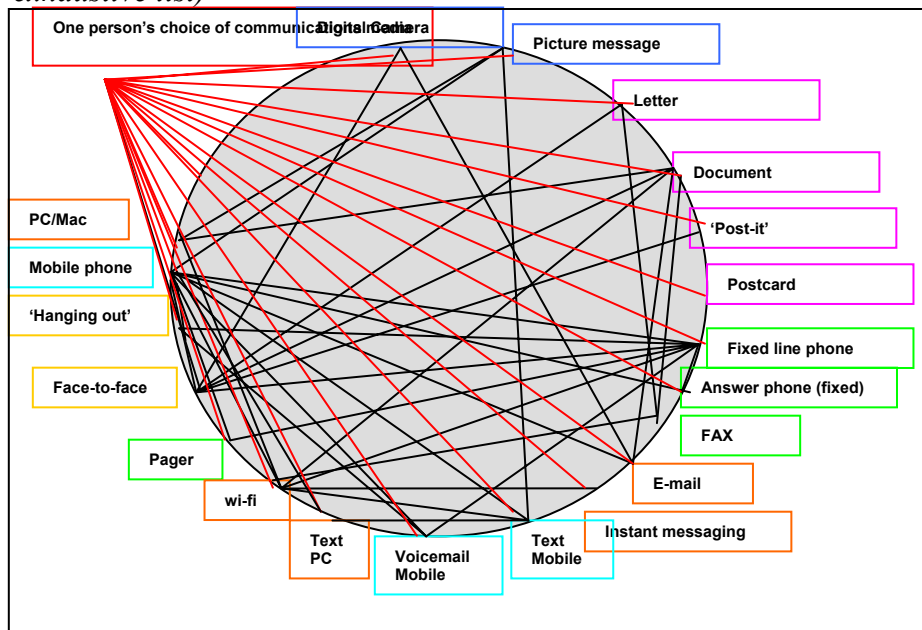 One person's choice of communications media
Digital Camera
Picture message
Letter
Document
'Post-it'
Postcard
Fixed line phone
Answer phone (fixed)
FAX
E-mail
Instant messaging
Text
Mobile
Voicemail
Mobile
Text
PC
wi-fi
Pager
Face-to-face
'Hanging out'
Mobile phone
PC/Mac